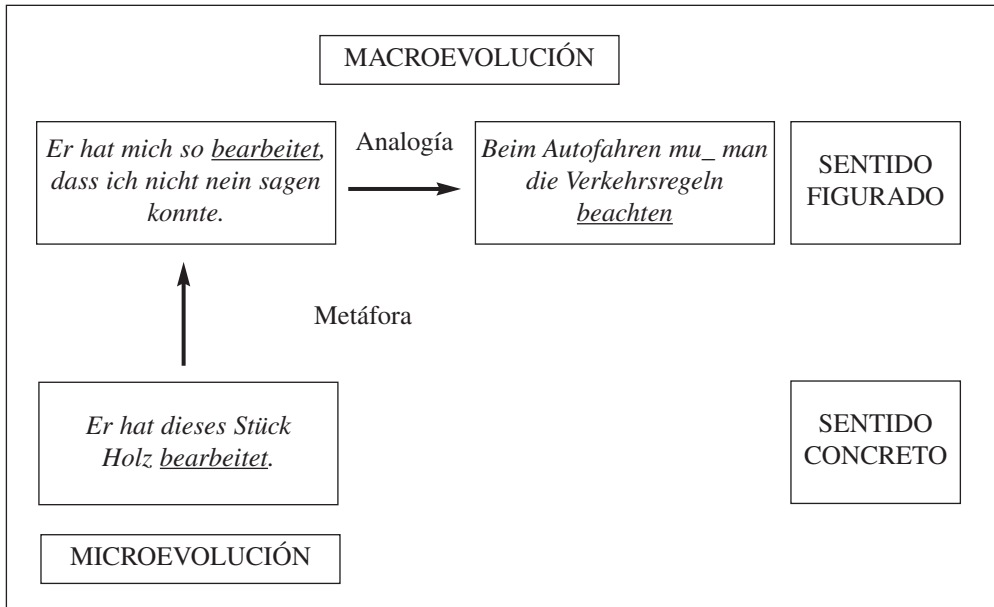 MACROEVOLUCIÓN
Er hat mich so bearbeitet,
dass ich nicht nein sagen
konnte.
Analogía
Beim Autofahren mu_ man
die Verkehrsregeln
beachten
SENTIDO
FIGURADO
Metáfora
Er hat dieses Stück
Holz bearbeitet.
SENTIDO
CONCRETO
MICROEVOLUCIÓN